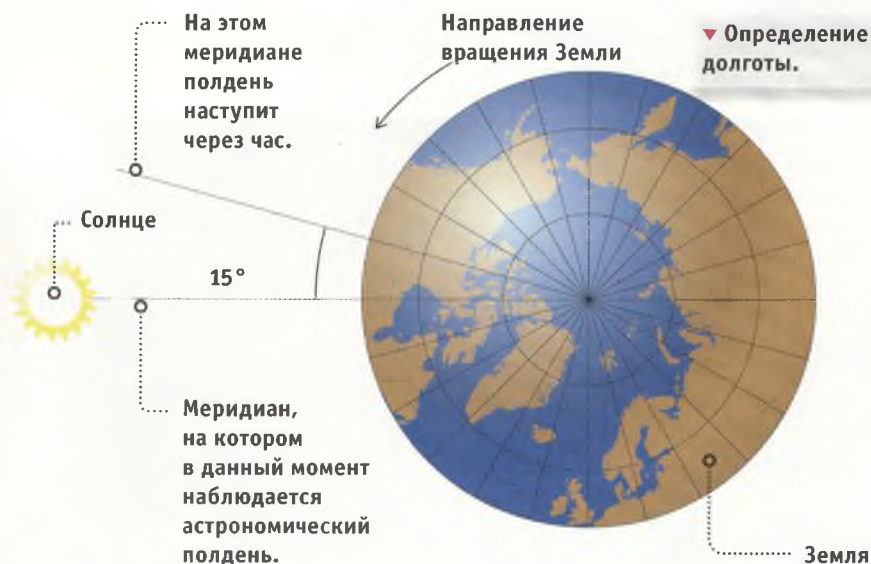 На этом
меридиане
полдень
наступит
через час.
Направление
вращения Земли
▼ Определение
долготы.
Солнце
15°
Меридиан,
на котором
в данный момент
наблюдается
астрономический
полдень.
Земля